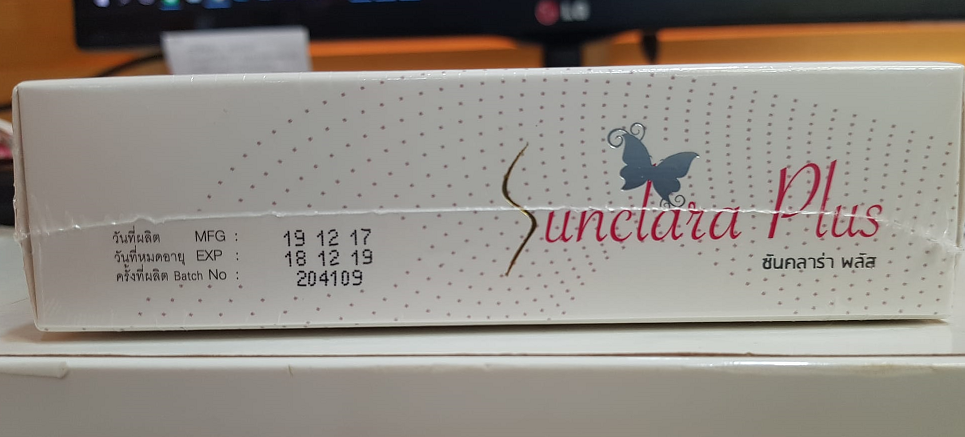 LG
Sunclara Plus
ซันคลาร่า พลัส
วันที่ผลิต MFG : 19 12 17
วันที่หมดอายุ EXP : 18 12 19
ครั้งที่ผลิต Batch No : 204109